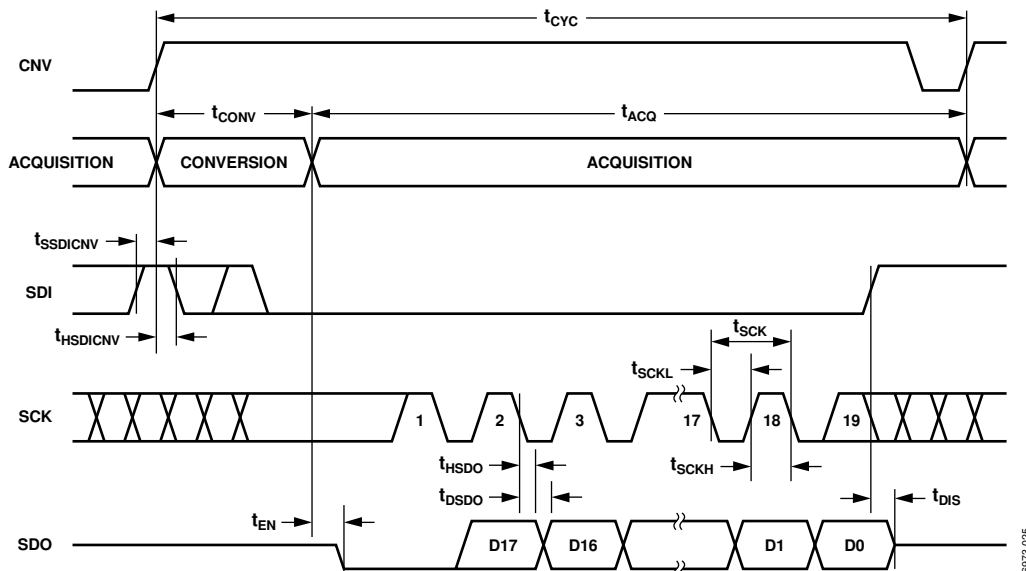 tCYC
CNV
tCONV
tACQ
ACQUISITION
CONVERSION
ACQUISITION
tSSDICNV
SDI
tHSDICNV
tSCK
tSCKL
SCK
1
2
3
17
18
19
tHSDO
tSCKH
tDSDO
tDIS
tEN
SDO
D17
D16
D1
D0